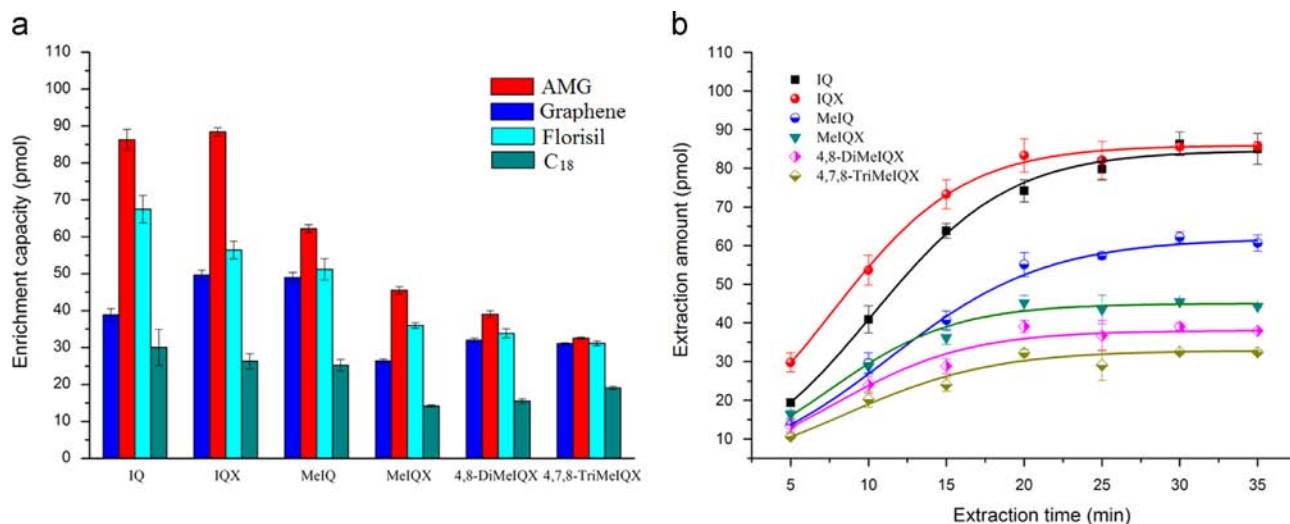 a
110
100
90
80
70
60
50
40
30
20
10
0
Enrichment capacity (pmol)
AMG
Graphene
Florisil
C18
IQ IQX MeIQ MeIQX 4,8-DiMeIQX 4,7,8-TriMeIQX
b
110
100
90
80
70
60
50
40
30
20
10
Extraction amount (pmol)
IQ
IQX
MeIQ
MeIQX
4,8-DiMeIQX
4,7,8-TriMeIQX
5 10 15 20 25 30 35
Extraction time (min)